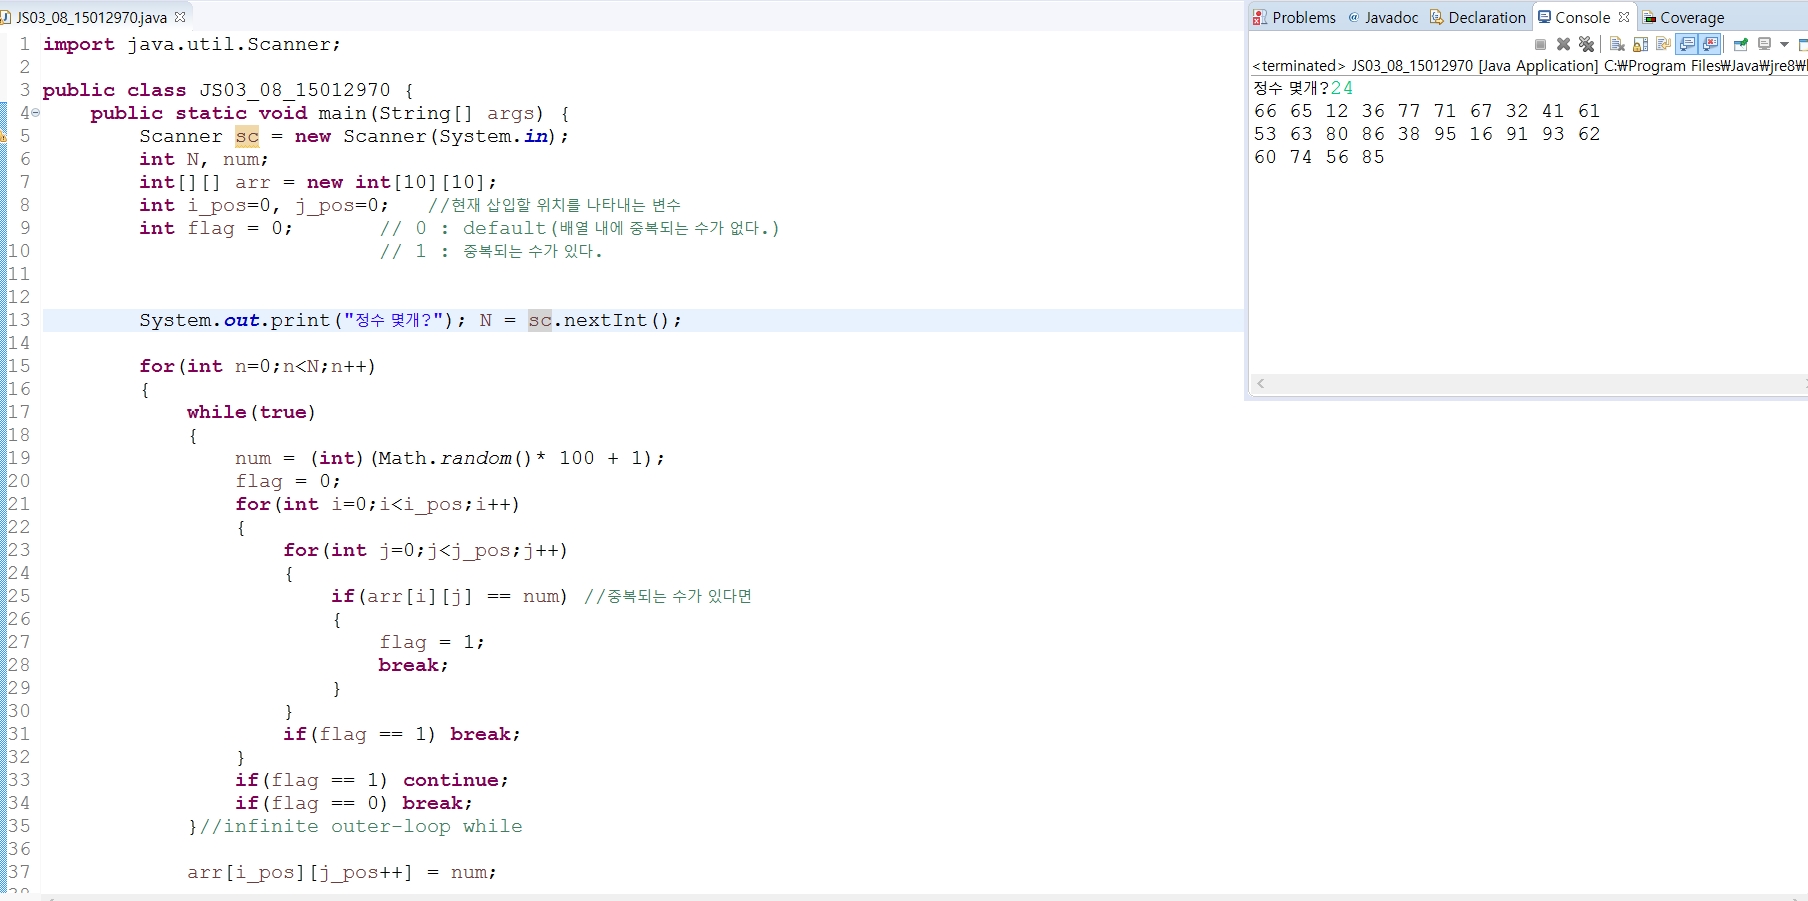 JS03_08_15012970.java
1 import java.util.Scanner;
2
3 public class JS03_08_15012970 {
4     public static void main(String[] args) {
5         Scanner sc = new Scanner(System.in);
6         int N, num;
7         int[][] arr = new int[10][10];
8         int i_pos=0, j_pos=0;   //현재 삽입할 위치를 나타내는 변수
9         int flag = 0;       // 0 : default(배열 내에 중복되는 수가 없다.)
10                             // 1 : 중복되는 수가 있다.
11
12
13         System.out.print("정수 몇개?"); N = sc.nextInt();
14
15         for(int n=0;n<N;n++)
16         {
17             while(true)
18             {
19                 num = (int)(Math.random()* 100 + 1);
20                 flag = 0;
21                 for(int i=0;i<i_pos;i++)
22                 {
23                     for(int j=0;j<j_pos;j++)
24                     {
25                         if(arr[i][j] == num) //중복되는 수가 있다면
26                         {
27                             flag = 1;
28                             break;
29                         }
30                     }
31                     if(flag == 1) break;
32                 }
33                 if(flag == 1) continue;
34                 if(flag == 0) break;
35             }//infinite outer-loop while
36
37             arr[i_pos][j_pos++] = num;
Problems @ Javadoc Declaration Console Coverage
<terminated> JS03_08_15012970 [Java Application] C:₩Program Files₩Java₩jre8₩
정수 몇개?24
66 65 12 36 77 71 67 32 41 61
53 63 80 86 38 95 16 91 93 62
60 74 56 85